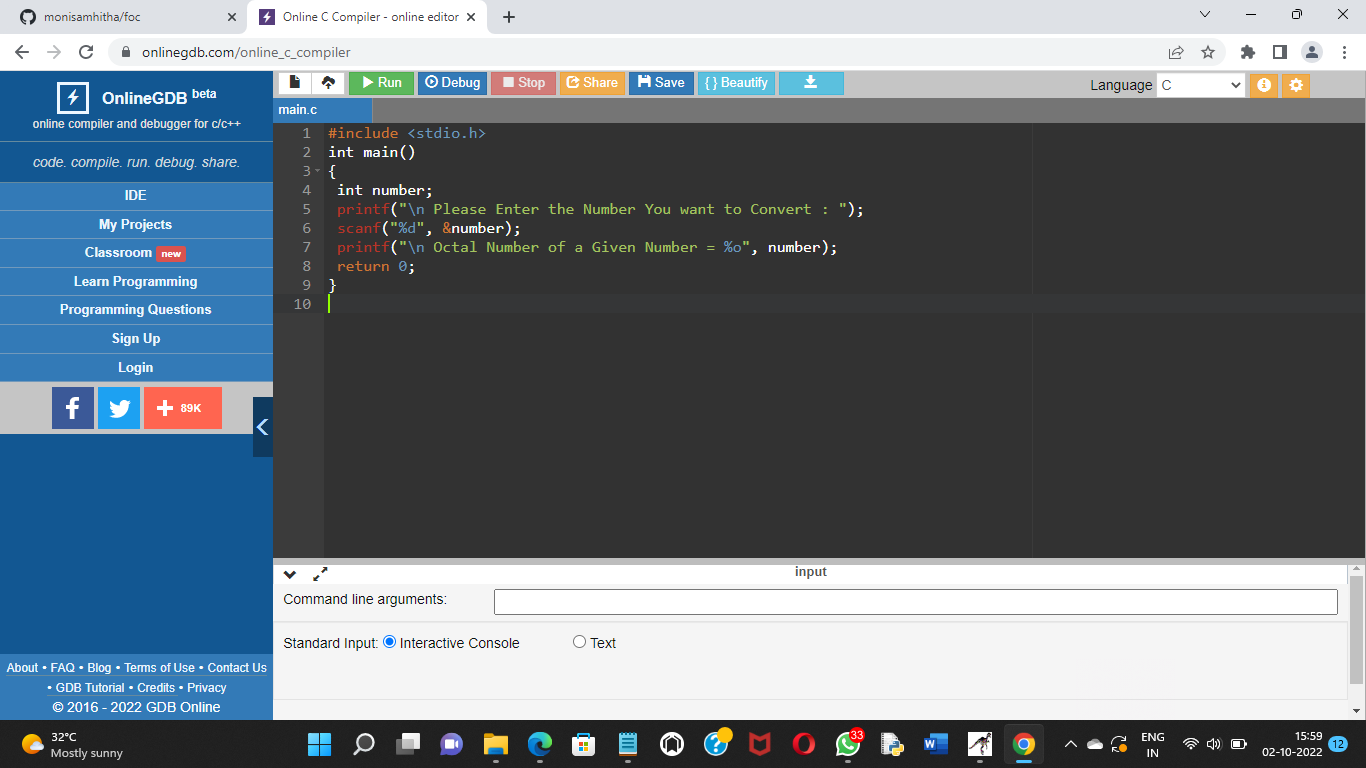 monisamhitha/foc
Online C Compiler - online editor
onlinegdb.com/online_c_compiler
OnlineGDB beta
online compiler and debugger for c/c++
code. compile. run. debug. share.
IDE
My Projects
Classroom new
Learn Programming
Programming Questions
Sign Up
Login
89K
About • FAQ • Blog • Terms of Use • Contact Us
• GDB Tutorial • Credits • Privacy
© 2016 - 2022 GDB Online
Run Debug Stop Share Save { } Beautify
Language C
main.c
1 #include <stdio.h>
2 int main()
3 {
4 int number;
5 printf("\n Please Enter the Number You want to Convert : ");
6 scanf("%d", &number);
7 printf("\n Octal Number of a Given Number = %o", number);
8 return 0;
9 }
10
input
Command line arguments:
Standard Input: Interactive Console Text
32°C
Mostly sunny
33
ENG
IN
15:59
02-10-2022
12